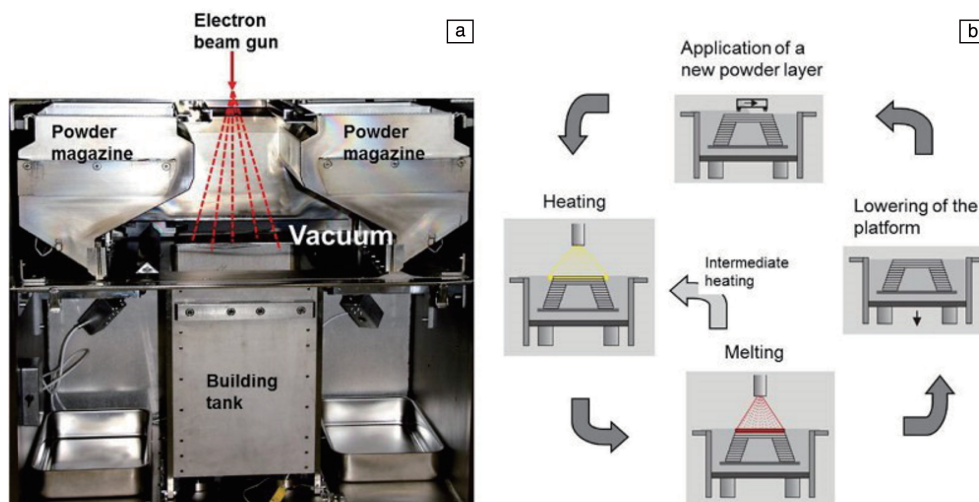 Electron
beam gun
a
Powder
magazine
Powder
magazine
Vacuum
Building
tank
b
Application of a
new powder layer
Heating
Lowering of the
platform
Intermediate
heating
Melting